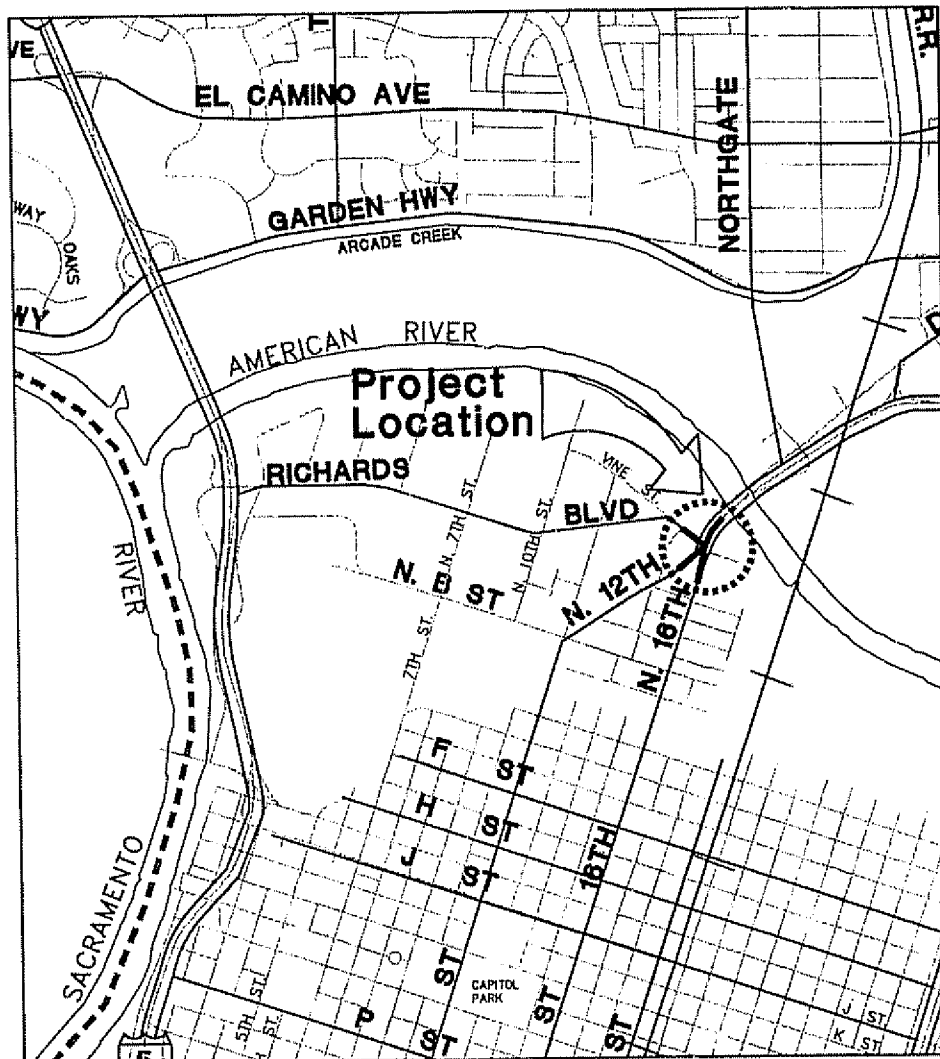 VE
T
R.R.
EL CAMINO AVE
NORTHGATE
WAY
OAKS
GARDEN HWY
ARCADE CREEK
WY
AMERICAN RIVER
Project
Location
RICHARDS
BLVD
VINE ST.
N. 7TH ST.
N. 10TH ST.
N. B ST
N. 12TH
N. 16TH
RIVER
7TH ST.
F ST
H ST
J ST
16TH
SACRAMENTO
ST
CAPITOL
PARK
ST
ST
5TH ST.
ST.
P ST
J ST
K ST